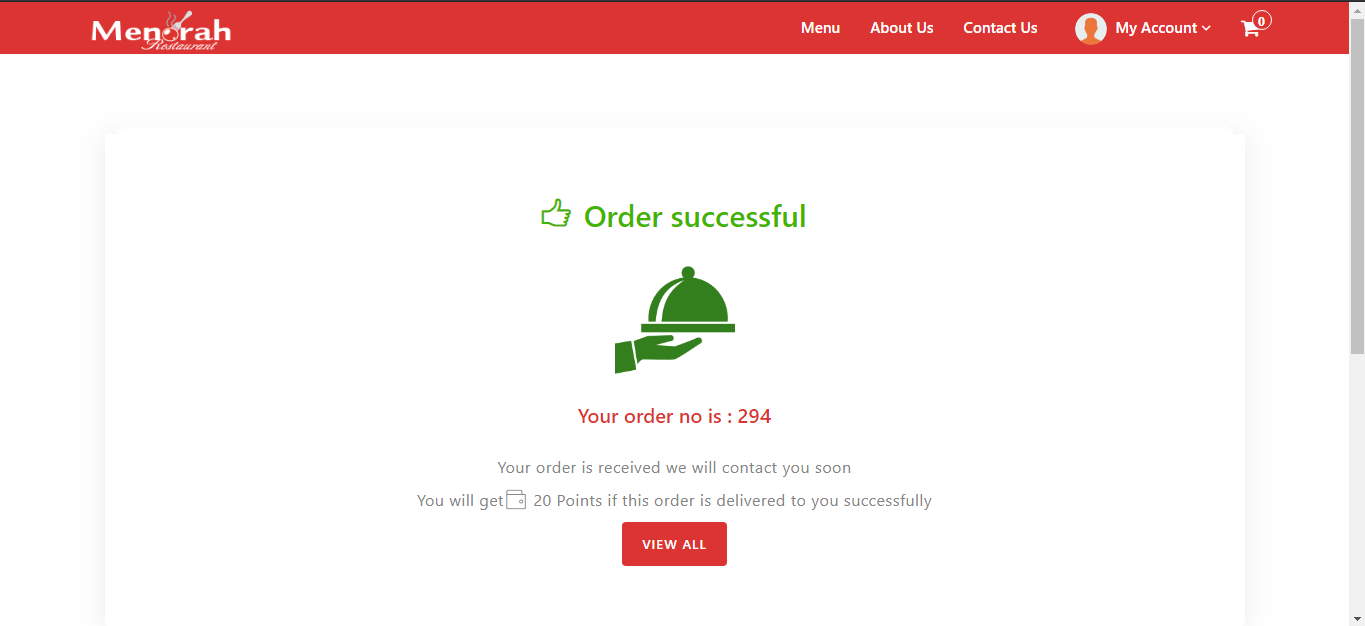 Menorah
Restaurant
Menu
About Us
Contact Us
My Account
0
Order successful
Your order no is : 294
Your order is received we will contact you soon
You will get 20 Points if this order is delivered to you successfully
VIEW ALL